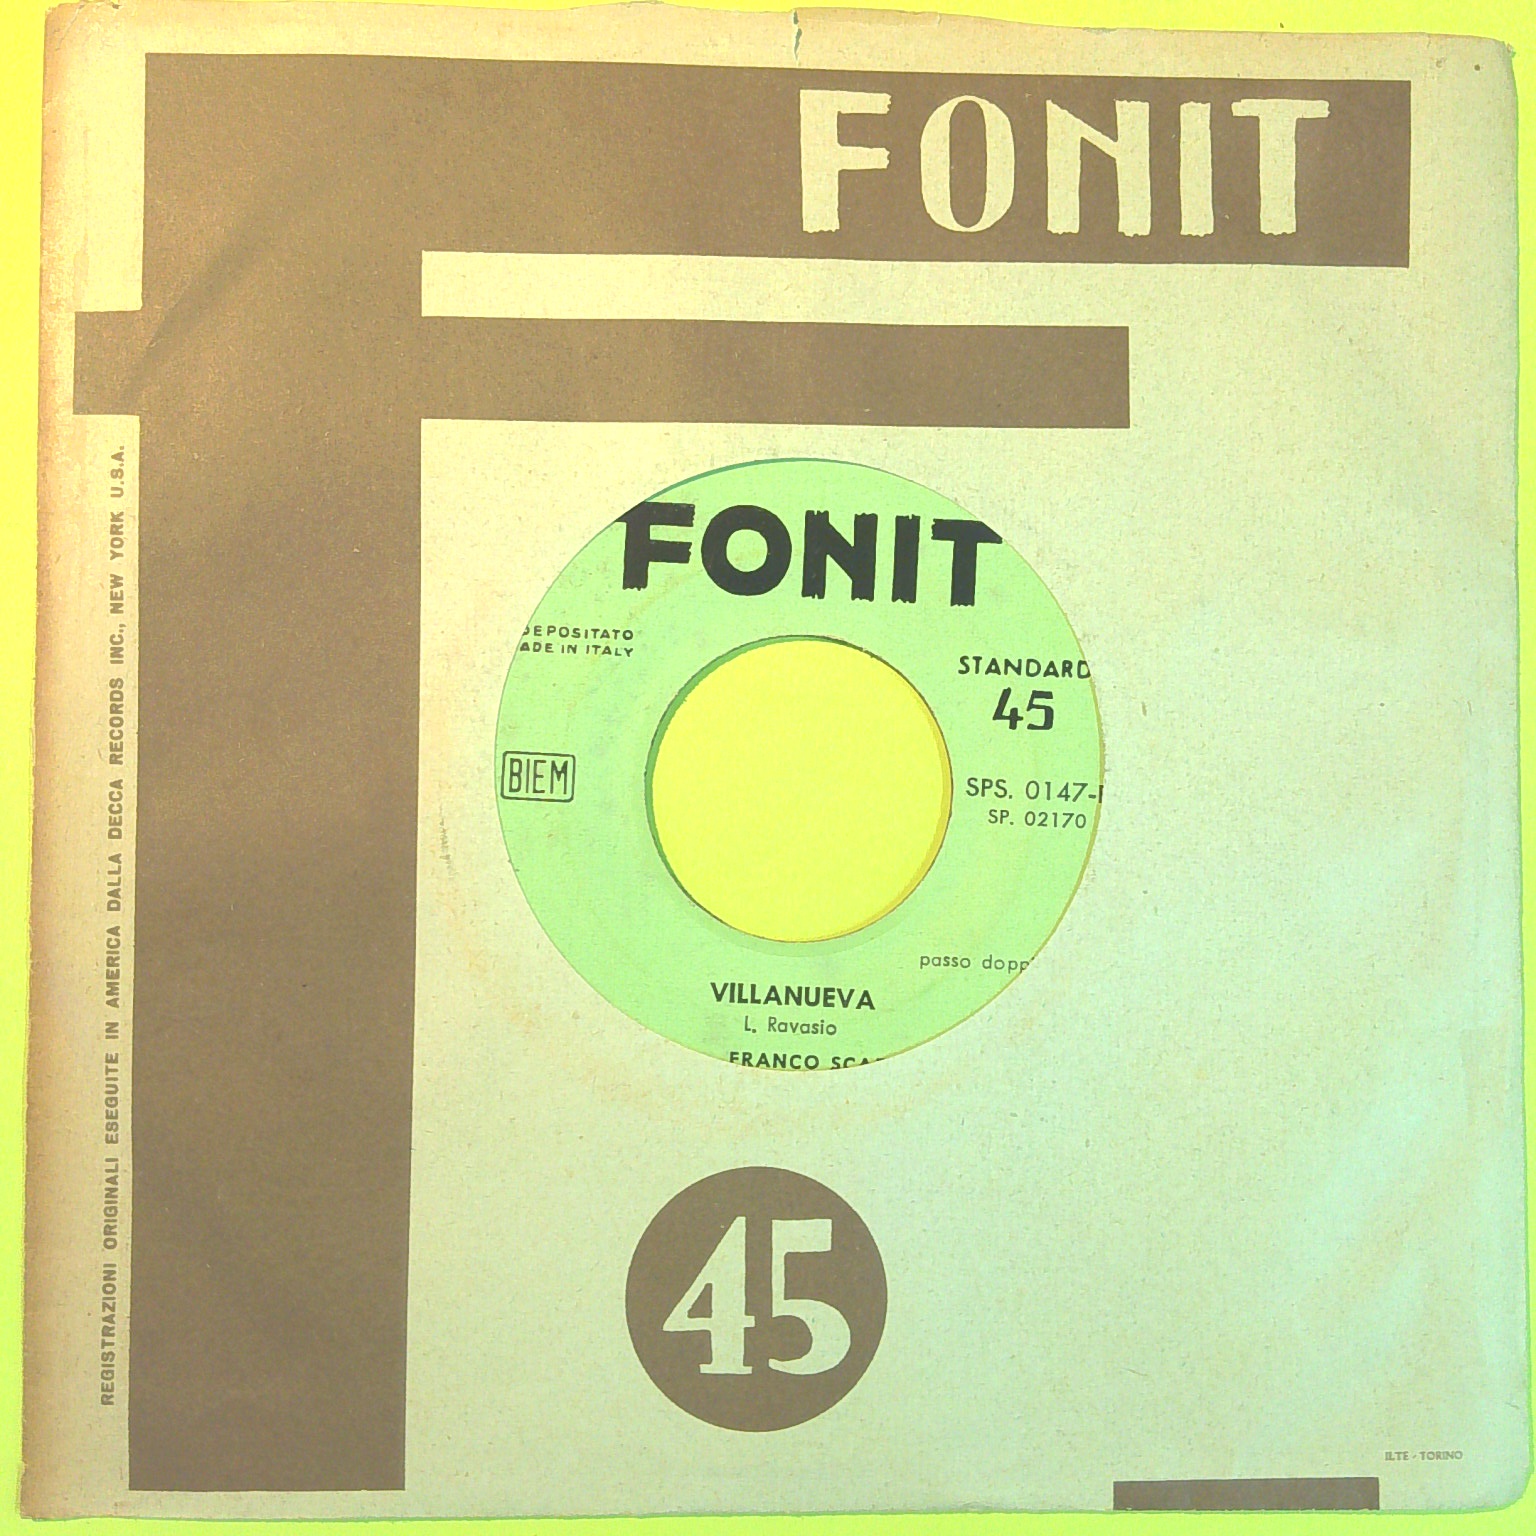 FONIT
REGISTRAZIONI ORIGINALI ESEGUITE IN AMERICA DALLA DECCA RECORDS INC., NEW YORK U.S.A.
FONIT
DEPOSITATO
ADE IN ITALY
STANDARD
45
BIEM
SPS. 0147-
SP. 02170
passo dopp
VILLANUEVA
L. Ravasio
FRANCO SCA
45
ILTE - TORINO